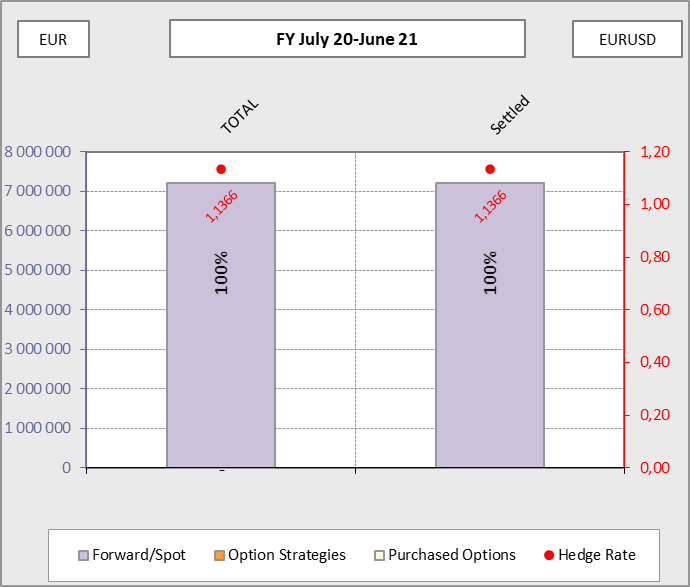 EUR
FY July 20-June 21
EURUSD
TOTAL
Settled
8 000 000
7 000 000
6 000 000
5 000 000
4 000 000
3 000 000
2 000 000
1 000 000
0
1,1366
100%
1,1366
100%
1,20
1,00
0,80
0,60
0,40
0,20
0,00
-
Forward/Spot
Option Strategies
Purchased Options
Hedge Rate